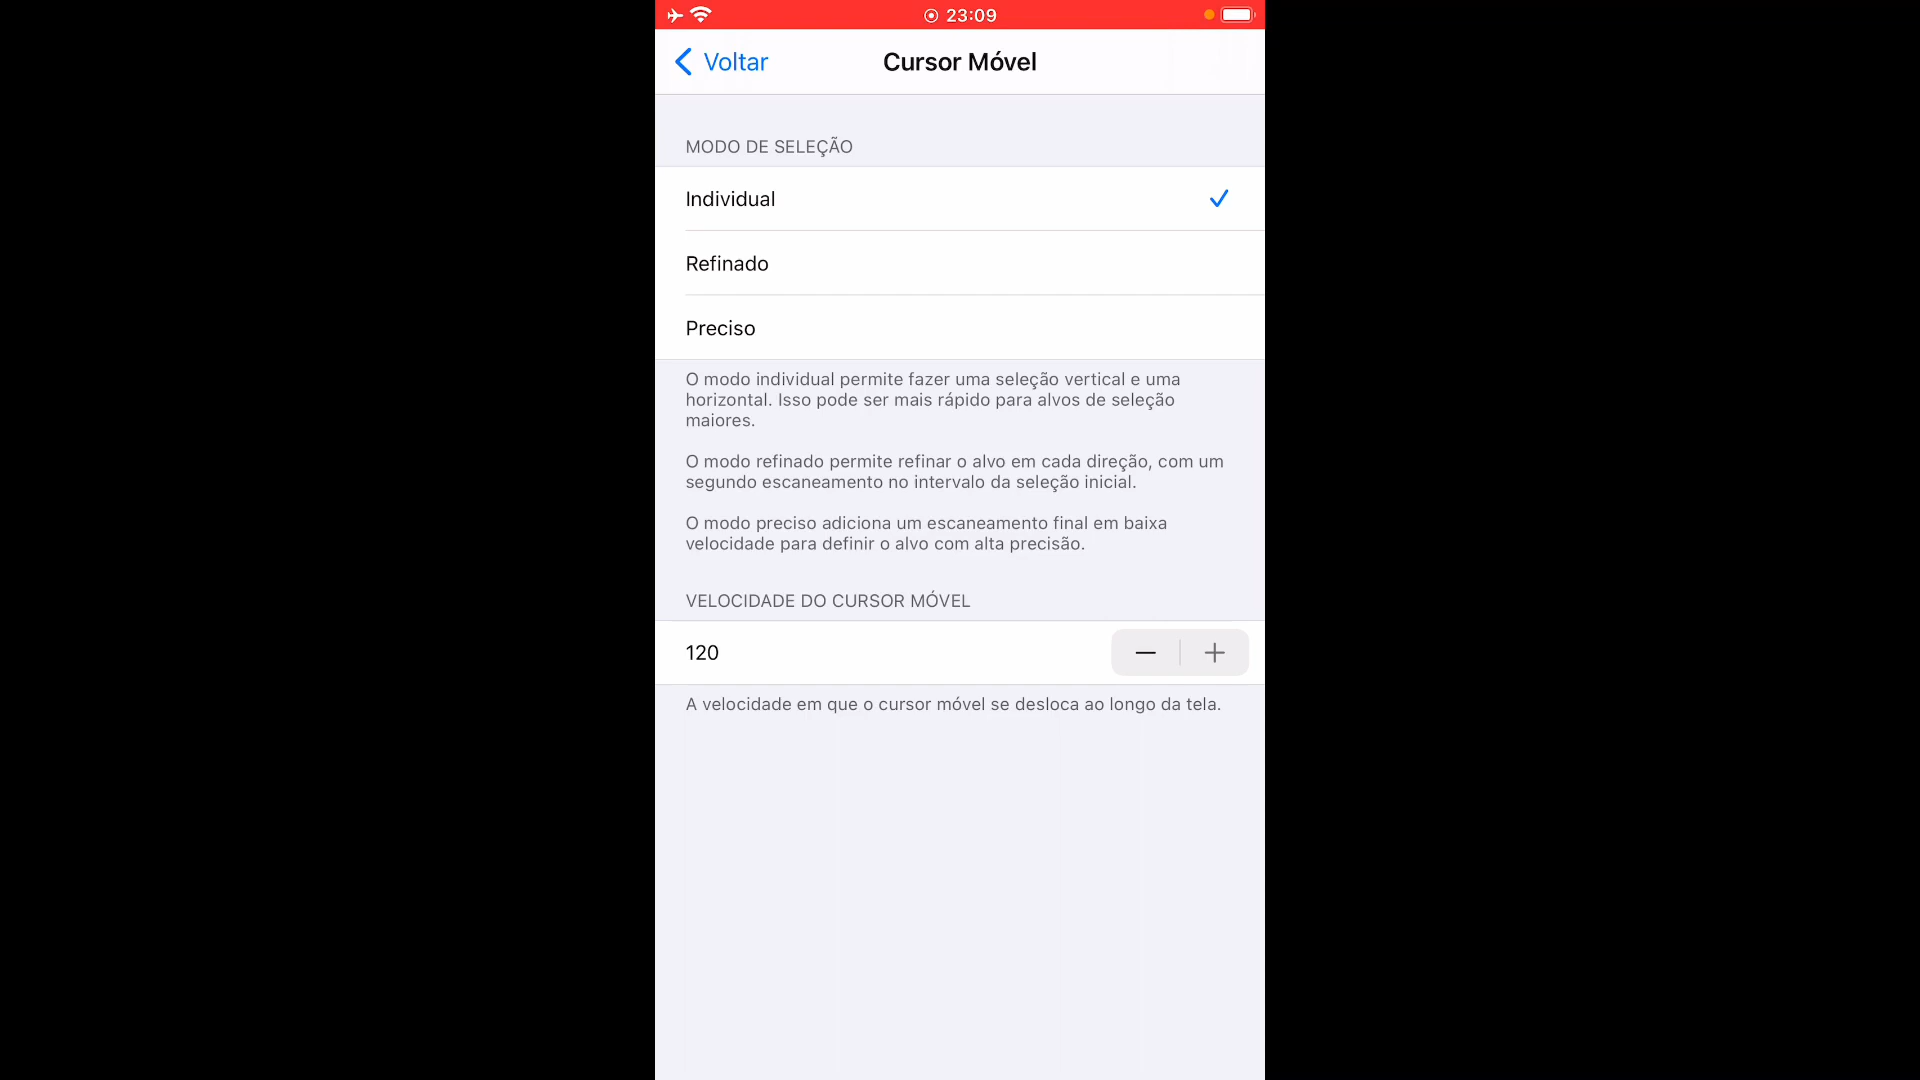 23:09
Voltar
Cursor Móvel
MODO DE SELEÇÃO
Individual
Refinado
Preciso
O modo individual permite fazer uma seleção vertical e uma
horizontal. Isso pode ser mais rápido para alvos de seleção
maiores.
O modo refinado permite refinar o alvo em cada direção, com um
segundo escaneamento no intervalo da seleção inicial.
O modo preciso adiciona um escaneamento final em baixa
velocidade para definir o alvo com alta precisão.
VELOCIDADE DO CURSOR MÓVEL
120
A velocidade em que o cursor móvel se desloca ao longo da tela.